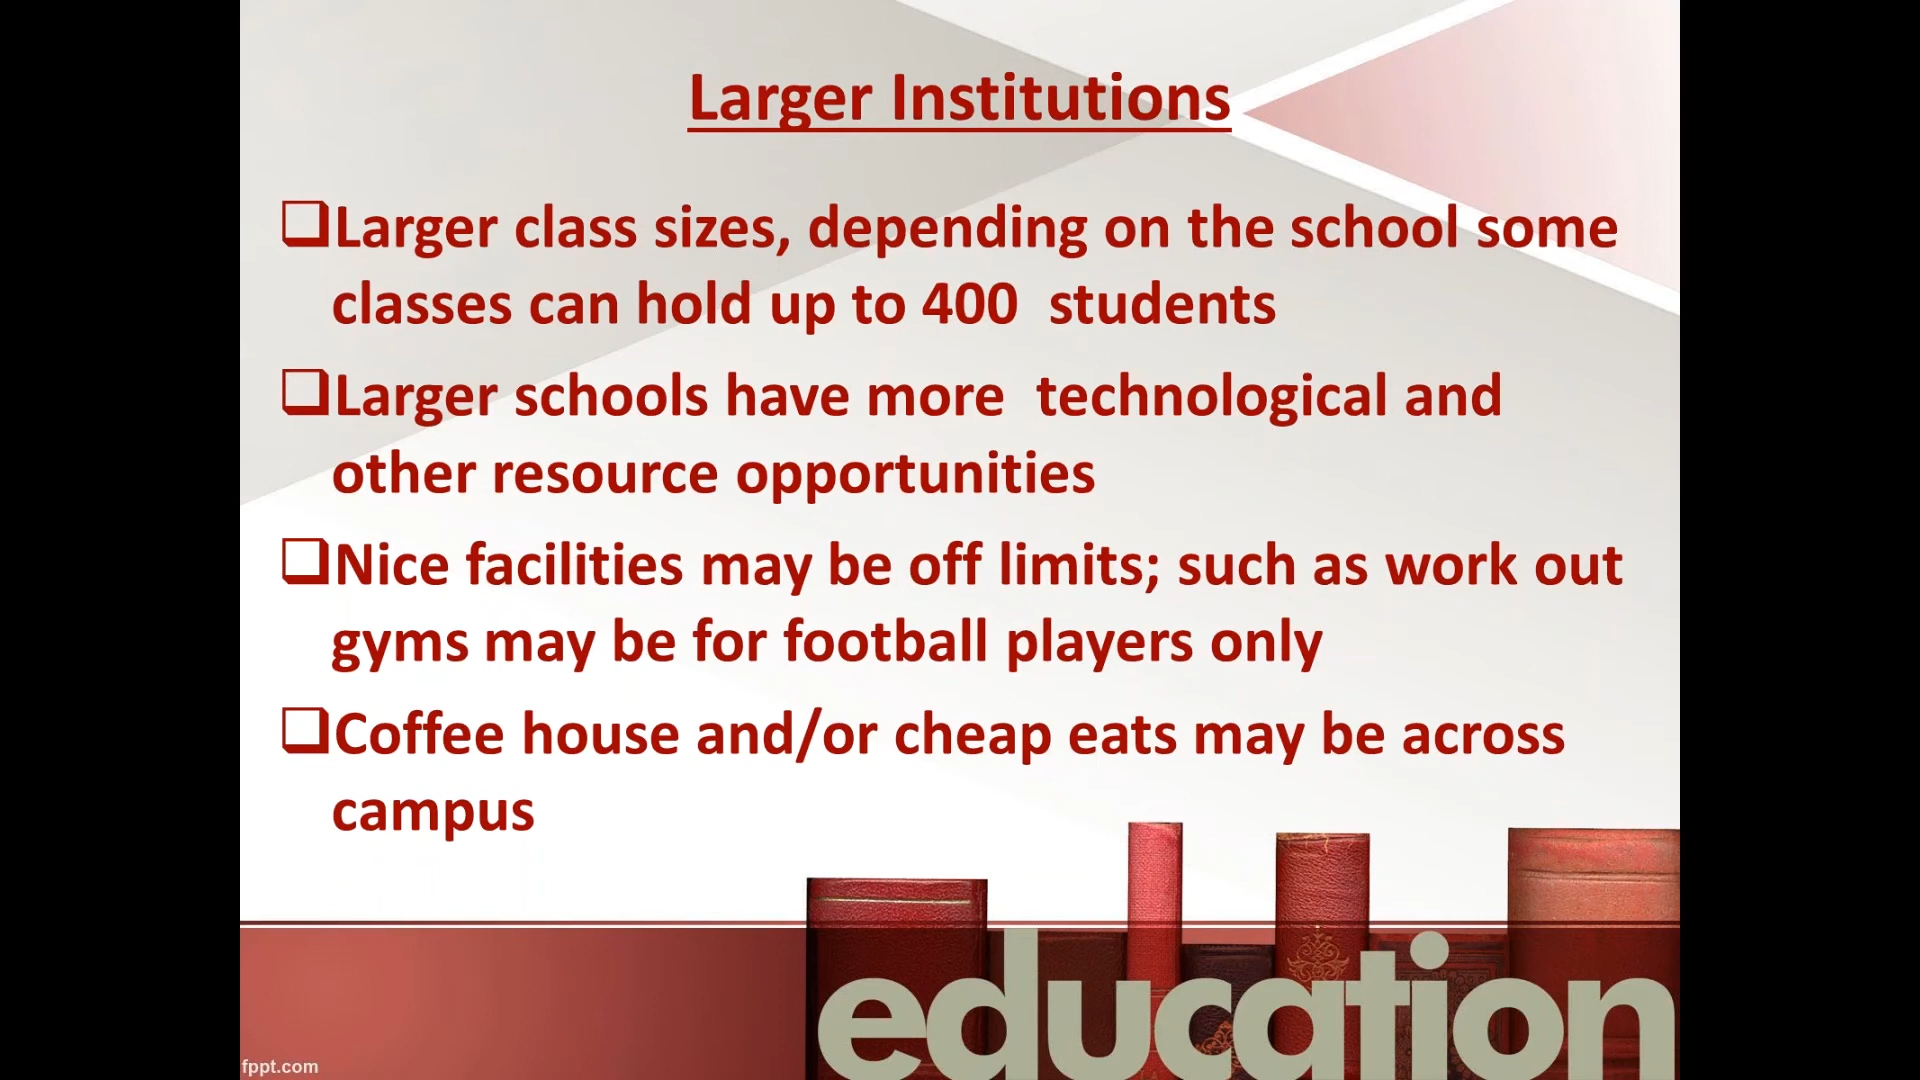 Larger Institutions
❑Larger class sizes, depending on the school some
classes can hold up to 400  students
❑Larger schools have more  technological and
other resource opportunities
❑Nice facilities may be off limits; such as work out
gyms may be for football players only
❑Coffee house and/or cheap eats may be across
campus
education
fppt.com